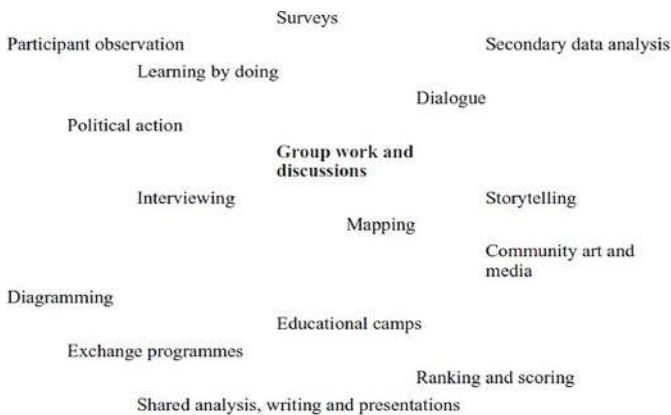 Surveys
Participant observation
Secondary data analysis
Learning by doing
Dialogue
Political action
Group work and
discussions
Interviewing
Storytelling
Mapping
Community art and
media
Diagramming
Educational camps
Exchange programmes
Ranking and scoring
Shared analysis, writing and presentations